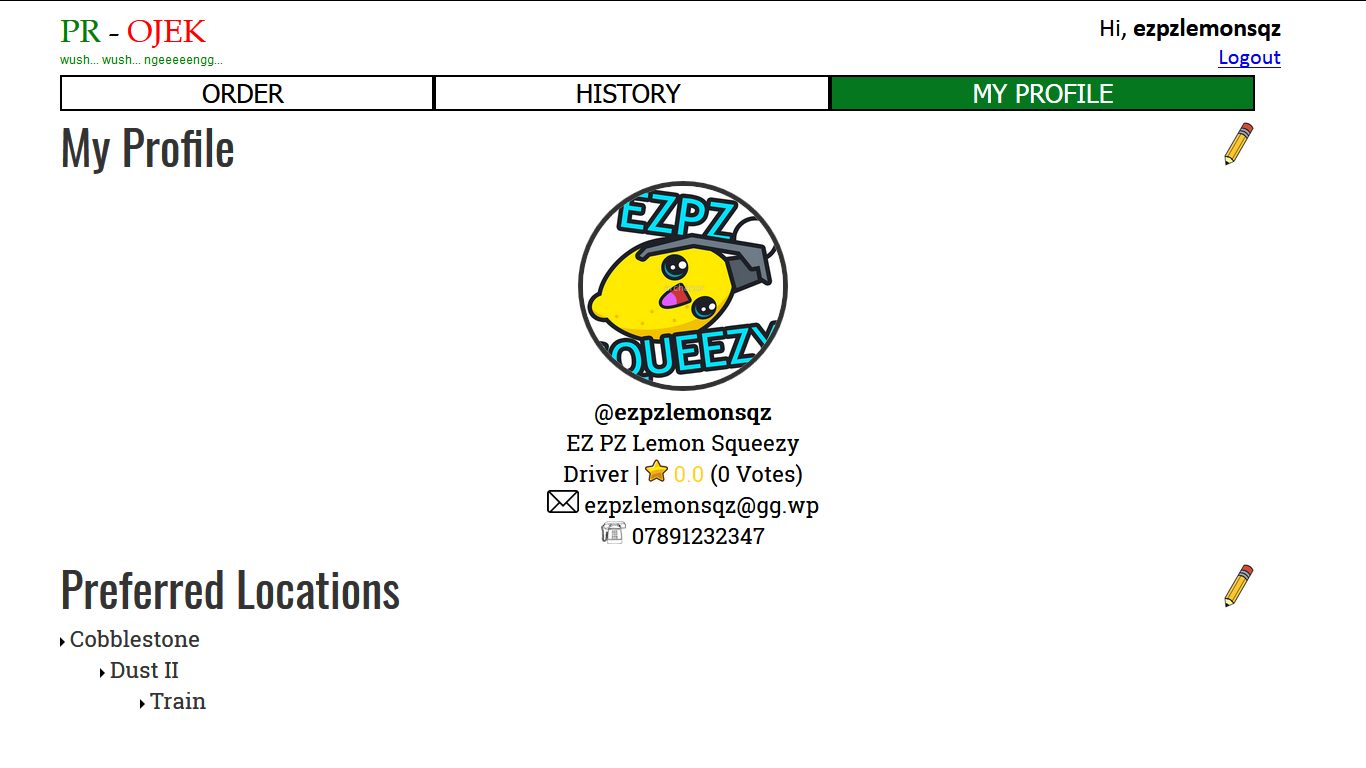 PR - OJEK
wush... wush... ngeeeeengg...
Hi, ezpzlemonsqz
Logout
ORDER
HISTORY
MY PROFILE
My Profile
EZPZ
SQUEEZY
@ezpzlemonsqz
EZ PZ Lemon Squeezy
Driver | 0.0 (0 Votes)
ezpzlemonsqz@gg.wp
07891232347
Preferred Locations
Cobblestone
Dust II
Train